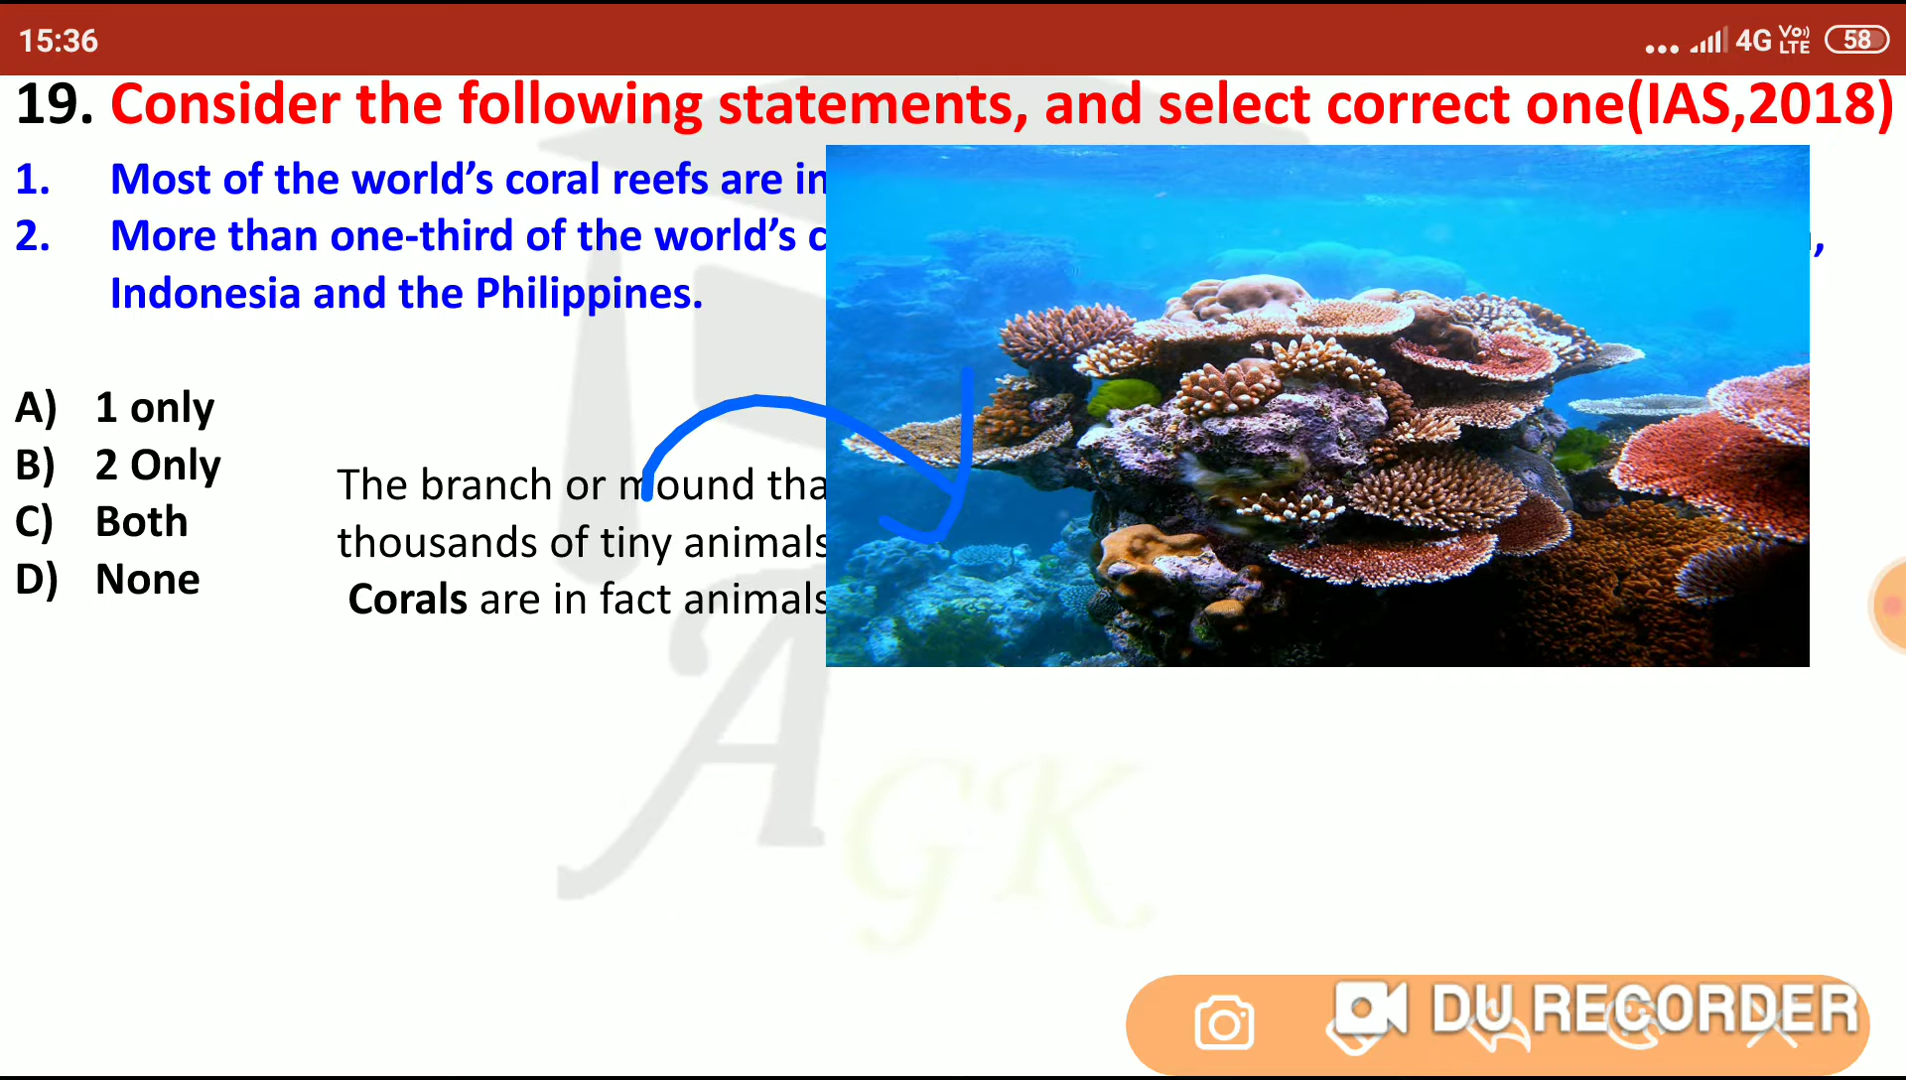 15:36
4G Vo) LTE 58
19. Consider the following statements, and select correct one(IAS,2018)
1. Most of the world's coral reefs are in
2. More than one-third of the world's c ,
Indonesia and the Philippines.
A) 1 only
B) 2 Only
C) Both
D) None
The branch or mound tha
thousands of tiny animals
Corals are in fact animals
A GK
DU RECORDER